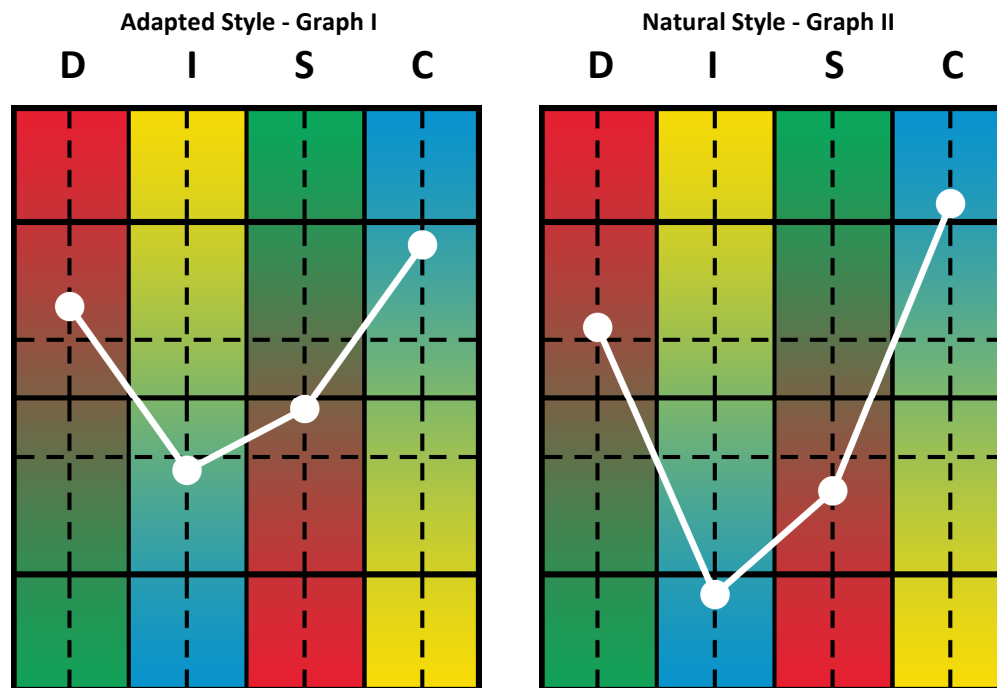 Adapted Style - Graph I
D I S C
Natural Style - Graph II
D I S C